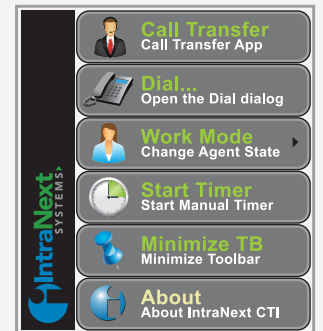 Call Transfer
Call Transfer App
Dial...
Open the Dial dialog
Work Mode
Change Agent State
Start Timer
Start Manual Timer
Minimize TB
Minimize Toolbar
About
About IntraNext CTI
IntraNext
SYSTEMS